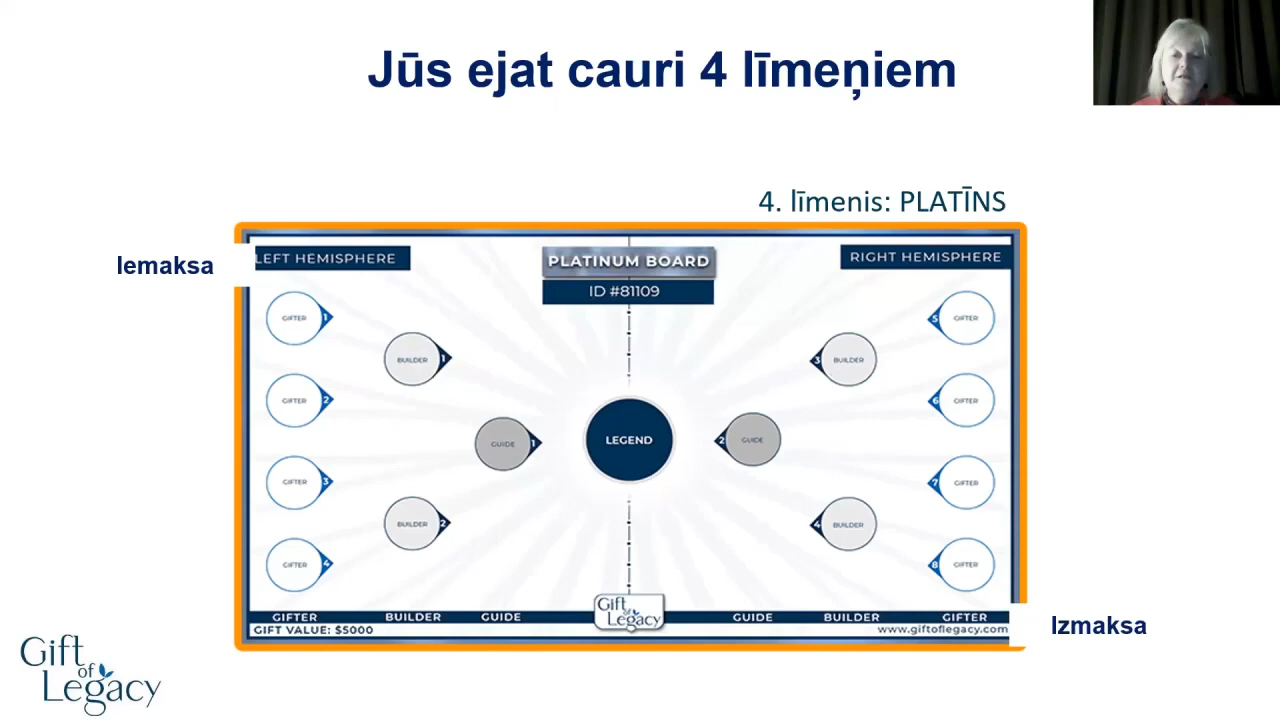 Jūs ejat cauri 4 līmeņiem
4. līmenis: PLATĪNS
Iemaksa
LEFT HEMISPHERE
PLATINUM BOARD
RIGHT HEMISPHERE
ID #81109
GIFTER 1
5 GIFTER
BUILDER 1
3 BUILDER
GIFTER 2
6 GIFTER
GUIDE 1
LEGEND
2 GUIDE
GIFTER 3
7 GIFTER
BUILDER 2
4 BUILDER
GIFTER 4
8 GIFTER
GIFTER BUILDER GUIDE
Gift of Legacy
GUIDE BUILDER GIFTER
GIFT VALUE: $5000
www.giftoflegacy.com
Izmaksa
Gift
of
Legacy